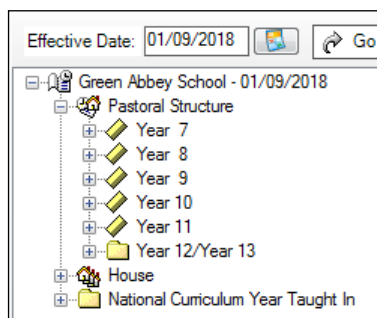 Effective Date: 01/09/2018 Go
Green Abbey School - 01/09/2018
Pastoral Structure
Year 7
Year 8
Year 9
Year 10
Year 11
Year 12/Year 13
House
National Curriculum Year Taught In